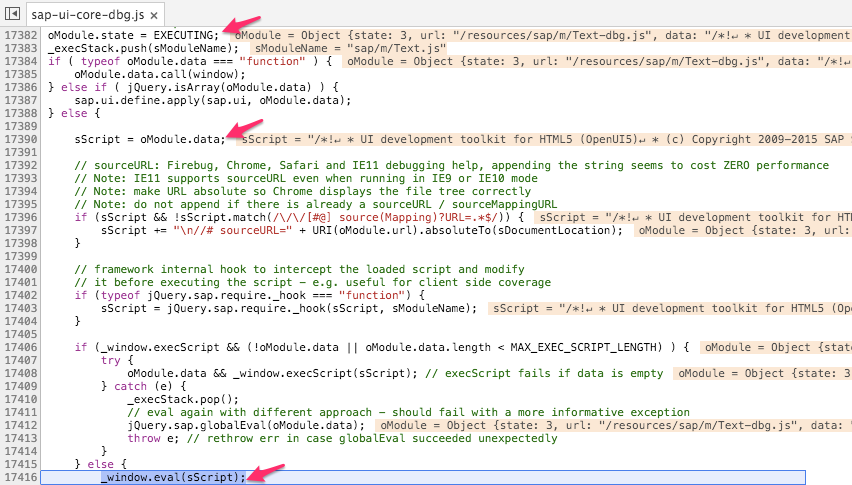 sap-ui-core-dbg.js ×
17382 oModule.state = EXECUTING; oModule = Object {state: 3, url: "/resources/sap/m/Text-dbg.js", data: "/*!↵ * UI development
17383 _execStack.push(sModuleName); sModuleName = "sap/m/Text.js"
17384 if ( typeof oModule.data === "function" ) { oModule = Object {state: 3, url: "/resources/sap/m/Text-dbg.js", data: "/*!↵
17385 oModule.data.call(window);
17386 } else if ( jQuery.isArray(oModule.data) ) {
17387 sap.ui.define.apply(sap.ui, oModule.data);
17388 } else {
17389
17390 sScript = oModule.data; sScript = "/*!↵ * UI development toolkit for HTML5 (OpenUI5)↵ * (c) Copyright 2009-2015 SAP
17391
17392 // sourceURL: Firebug, Chrome, Safari and IE11 debugging help, appending the string seems to cost ZERO performance
17393 // Note: IE11 supports sourceURL even when running in IE9 or IE10 mode
17394 // Note: make URL absolute so Chrome displays the file tree correctly
17395 // Note: do not append if there is already a sourceURL / sourceMappingURL
17396 if (sScript && !sScript.match(/\/\/[#@] source(Mapping)?URL=.*$/)) { sScript = "/*!↵ * UI development toolkit for HTM
17397 sScript += "\n//# sourceURL=" + URI(oModule.url).absoluteTo(sDocumentLocation); oModule = Object {state: 3, url:
17398 }
17399
17400 // framework internal hook to intercept the loaded script and modify
17401 // it before executing the script - e.g. useful for client side coverage
17402 if (typeof jQuery.sap.require._hook === "function") {
17403 sScript = jQuery.sap.require._hook(sScript, sModuleName); sScript = "/*!↵ * UI development toolkit for HTML5 (Ope
17404 }
17405
17406 if (_window.execScript && (!oModule.data || oModule.data.length < MAX_EXEC_SCRIPT_LENGTH) ) { oModule = Object {stat
17407 try {
17408 oModule.data && _window.execScript(sScript); // execScript fails if data is empty oModule = Object {state: 3
17409 } catch (e) {
17410 _execStack.pop();
17411 // eval again with different approach - should fail with a more informative exception
17412 jQuery.sap.globalEval(oModule.data); oModule = Object {state: 3, url: "/resources/sap/m/Text-dbg.js", data: "
17413 throw e; // rethrow err in case globalEval succeeded unexpectedly
17414 }
17415 } else {
17416 _window.eval(sScript);